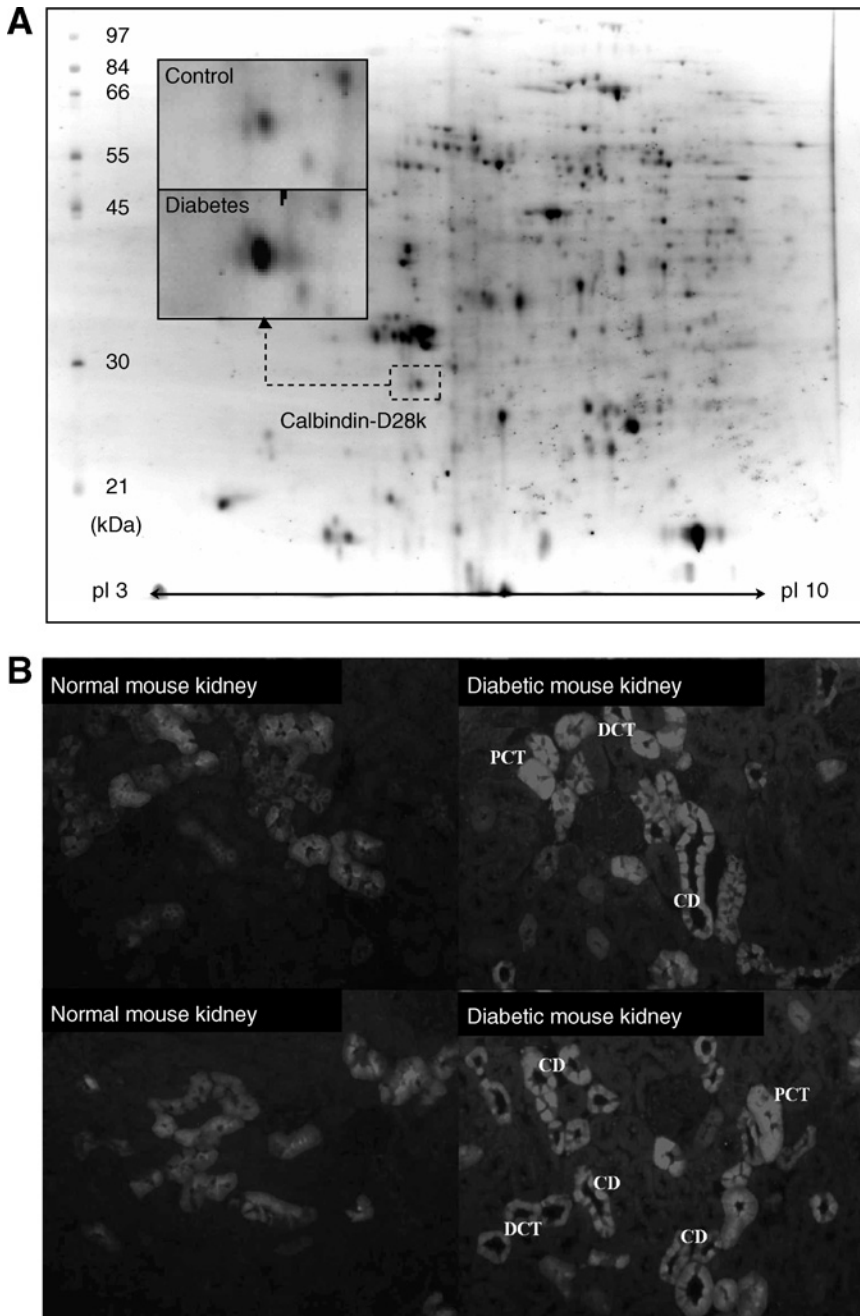 A
97
84
66
55
45
30
21
(kDa)
Control
Diabetes
Calbindin-D28k
pI 3
pI 10
B
Normal mouse kidney
Diabetic mouse kidney
PCT
DCT
CD
Normal mouse kidney
Diabetic mouse kidney
CD
PCT
CD
DCT
CD